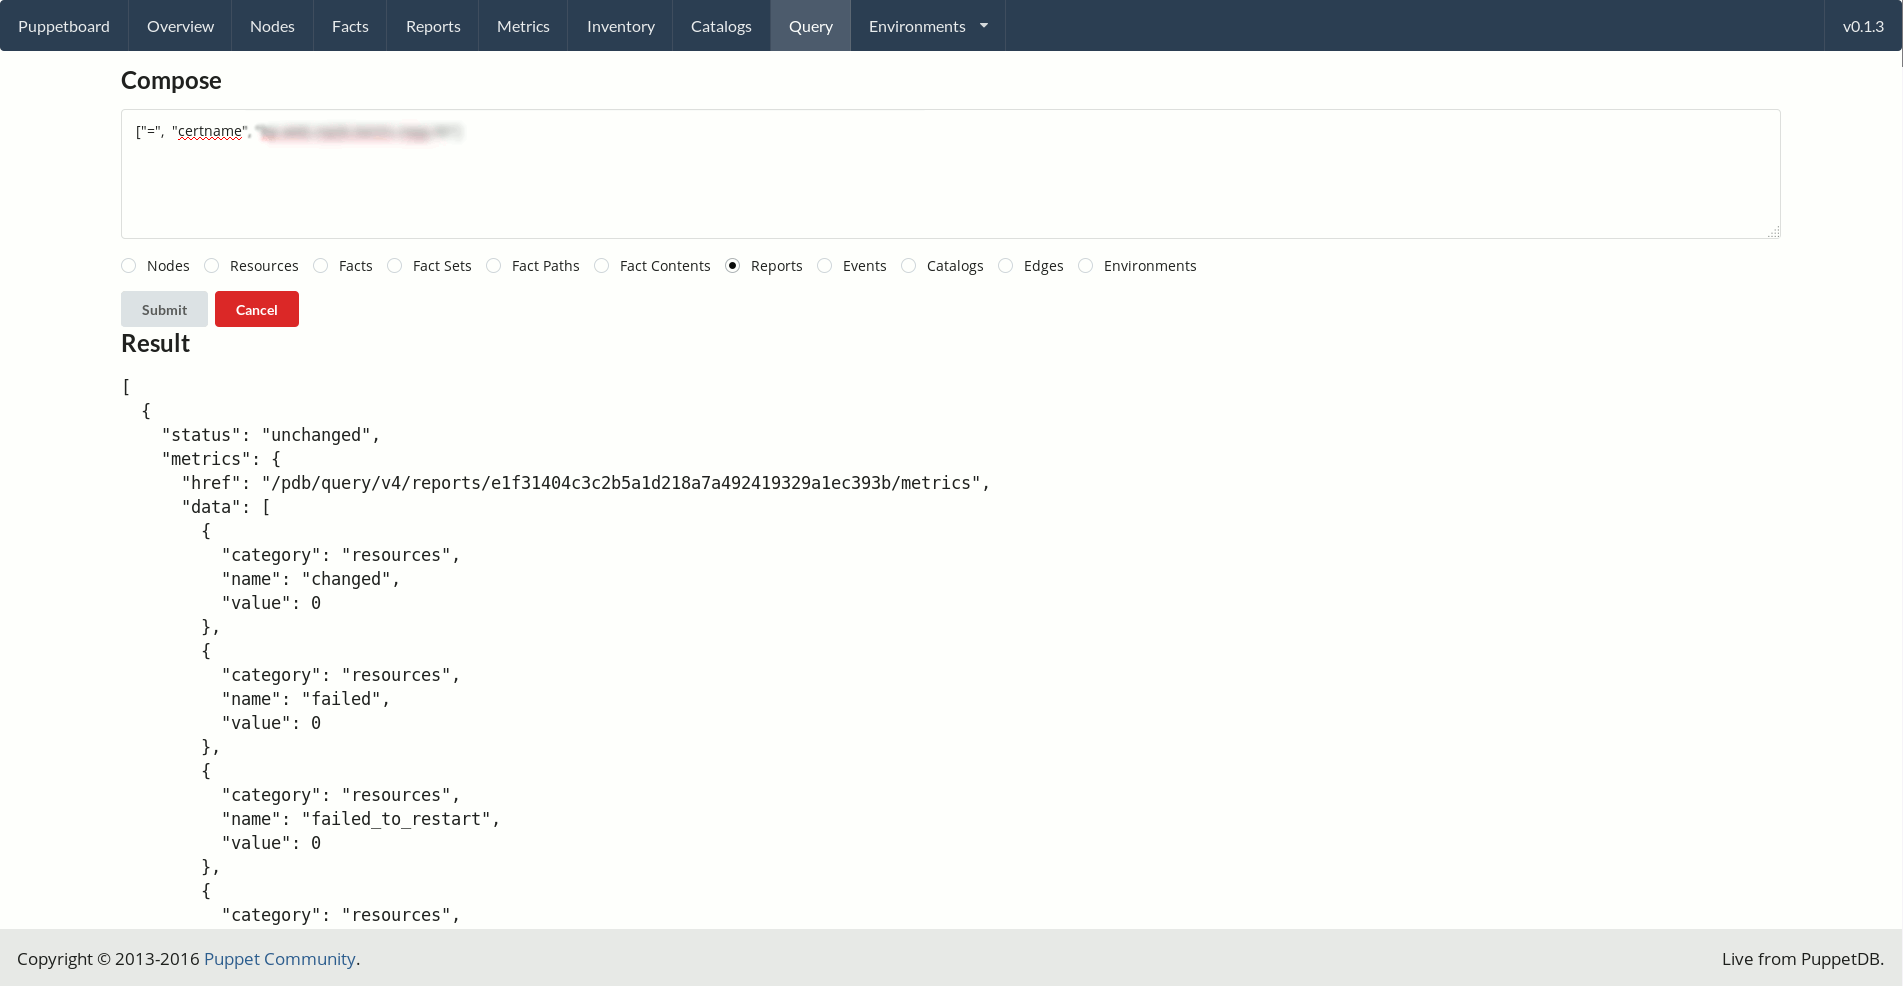 Puppetboard Overview Nodes Facts Reports Metrics Inventory Catalogs Query Environments v0.1.3
Compose
["=", "certname", "
Nodes Resources Facts Fact Sets Fact Paths Fact Contents Reports Events Catalogs Edges Environments
Submit Cancel
Result
[
{
"status": "unchanged",
"metrics": {
"href": "/pdb/query/v4/reports/e1f31404c3c2b5a1d218a7a492419329a1ec393b/metrics",
"data": [
{
"category": "resources",
"name": "changed",
"value": 0
},
{
"category": "resources",
"name": "failed",
"value": 0
},
{
"category": "resources",
"name": "failed_to_restart",
"value": 0
},
{
"category": "resources",
Copyright © 2013-2016 Puppet Community. Live from PuppetDB.